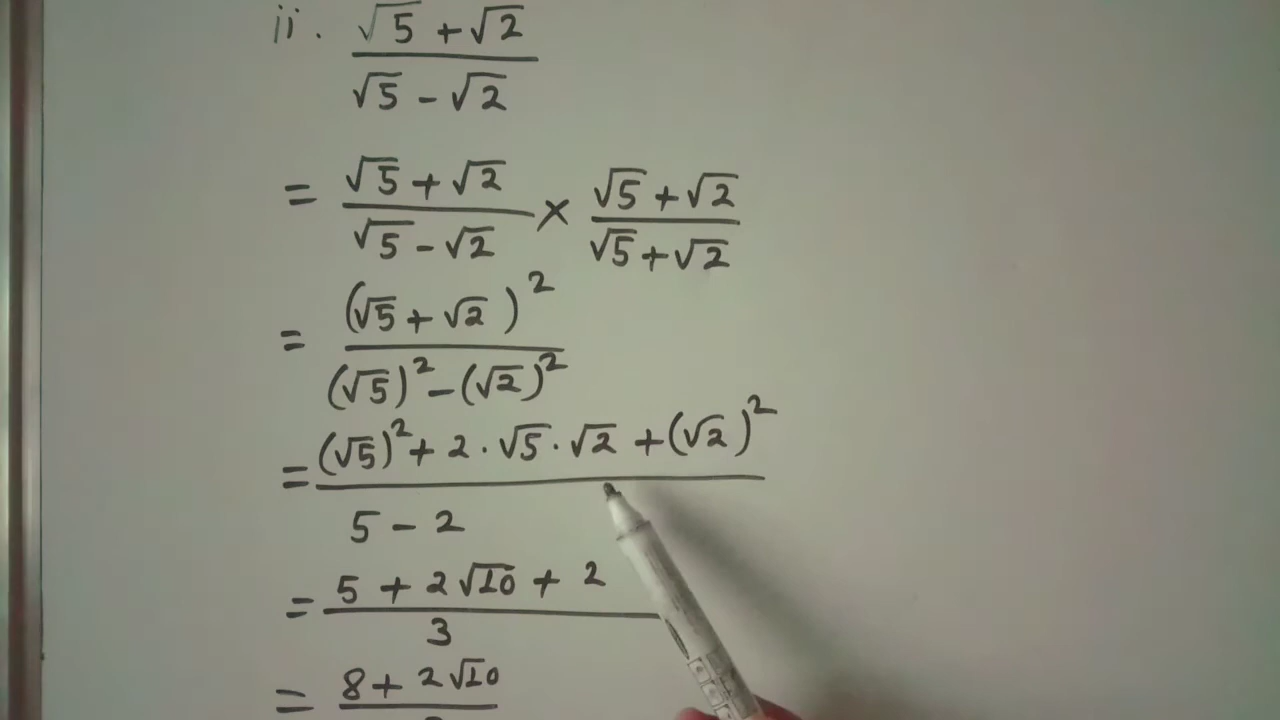 ii. (√5 + √2)/(√5 - √2)
= (√5 + √2)/(√5 - √2) × (√5 + √2)/(√5 + √2)
= (√5 + √2)²/((√5)² - (√2)²)
= ((√5)² + 2 · √5 · √2 + (√2)²)/(5 - 2)
= (5 + 2√10 + 2)/3
= 8 + 2√10